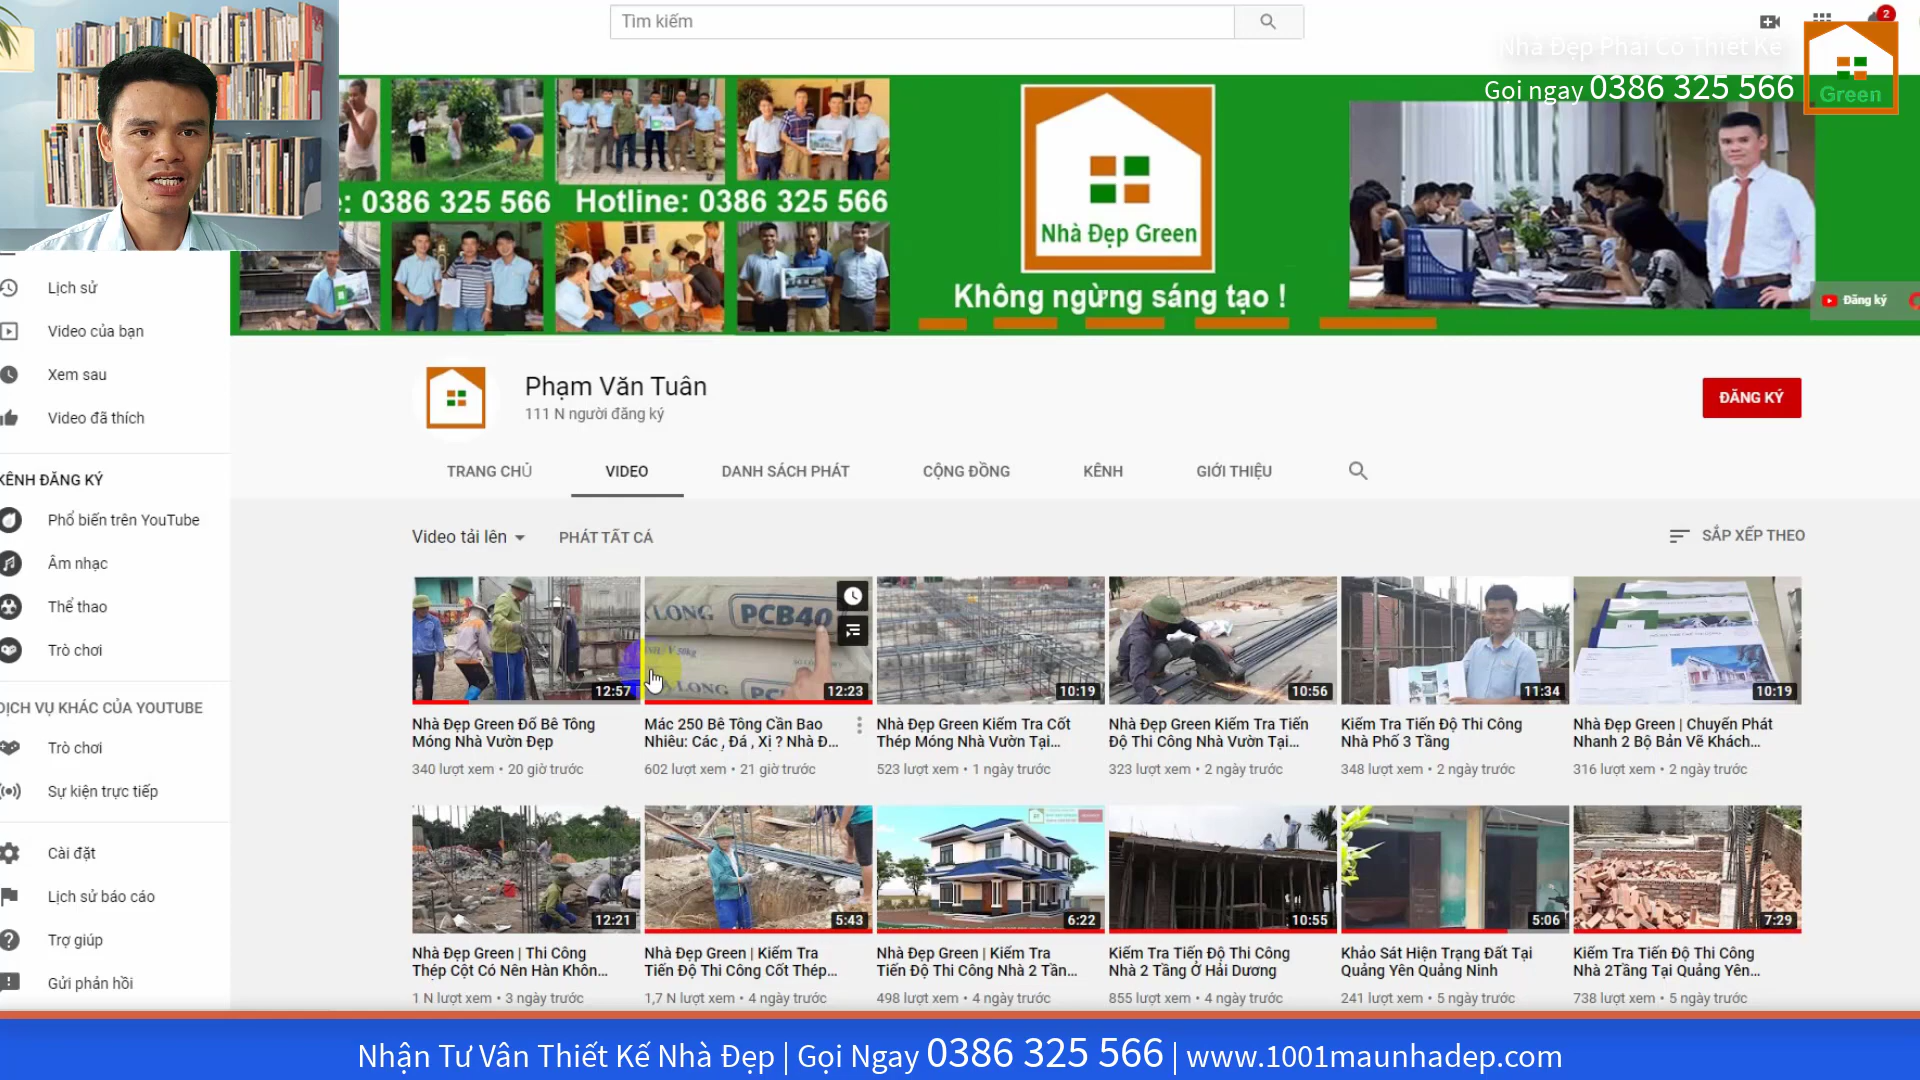 Tìm kiếm
2
Nhà Đẹp Phải Có Thiết Kế
Gọi ngay 0386 325 566
Green
: 0386 325 566
Hotline: 0386 325 566
Nhà Đẹp Green
Không ngừng sáng tạo !
Đăng ký
Lịch sử
Video của bạn
Xem sau
Video đã thích
KÊNH ĐĂNG KÝ
Phổ biến trên YouTube
Âm nhạc
Thể thao
Trò chơi
DỊCH VỤ KHÁC CỦA YOUTUBE
Trò chơi
Sự kiện trực tiếp
Cài đặt
Lịch sử báo cáo
Trợ giúp
Gửi phản hồi
Phạm Văn Tuân
111 N người đăng ký
ĐĂNG KÝ
TRANG CHỦ VIDEO DANH SÁCH PHÁT CỘNG ĐỒNG KÊNH GIỚI THIỆU
Video tải lên PHÁT TẤT CẢ SẮP XẾP THEO
LONG PCB40
12:57
12:23
10:19
10:56
11:34
10:19
Nhà Đẹp Green Đổ Bê Tông
Móng Nhà Vườn Đẹp
340 lượt xem • 20 giờ trước
Mác 250 Bê Tông Cần Bao
Nhiêu: Các , Đá , Xị ? Nhà Đ...
602 lượt xem • 21 giờ trước
Nhà Đẹp Green Kiểm Tra Cốt
Thép Móng Nhà Vườn Tại...
523 lượt xem • 1 ngày trước
Nhà Đẹp Green Kiểm Tra Tiến
Độ Thi Công Nhà Vườn Tại...
323 lượt xem • 2 ngày trước
Kiểm Tra Tiến Độ Thi Công
Nhà Phố 3 Tầng
348 lượt xem • 2 ngày trước
Nhà Đẹp Green | Chuyển Phát
Nhanh 2 Bộ Bản Vẽ Khách...
316 lượt xem • 2 ngày trước
12:21
5:43
6:22
10:55
5:06
7:29
Nhà Đẹp Green | Thi Công
Thép Cột Có Nên Hàn Khôn...
1 N lượt xem • 3 ngày trước
Nhà Đẹp Green | Kiểm Tra
Tiến Độ Thi Công Cốt Thép...
1,7 N lượt xem • 4 ngày trước
Nhà Đẹp Green | Kiểm Tra
Tiến Độ Thi Công Nhà 2 Tần...
498 lượt xem • 4 ngày trước
Kiểm Tra Tiến Độ Thi Công
Nhà 2 Tầng Ở Hải Dương
855 lượt xem • 4 ngày trước
Khảo Sát Hiện Trạng Đất Tại
Quảng Yên Quảng Ninh
241 lượt xem • 5 ngày trước
Kiểm Tra Tiến Độ Thi Công
Nhà 2Tầng Tại Quảng Yên...
738 lượt xem • 5 ngày trước
Nhận Tư Vấn Thiết Kế Nhà Đẹp | Gọi Ngay 0386 325 566 | www.1001maunhadep.com